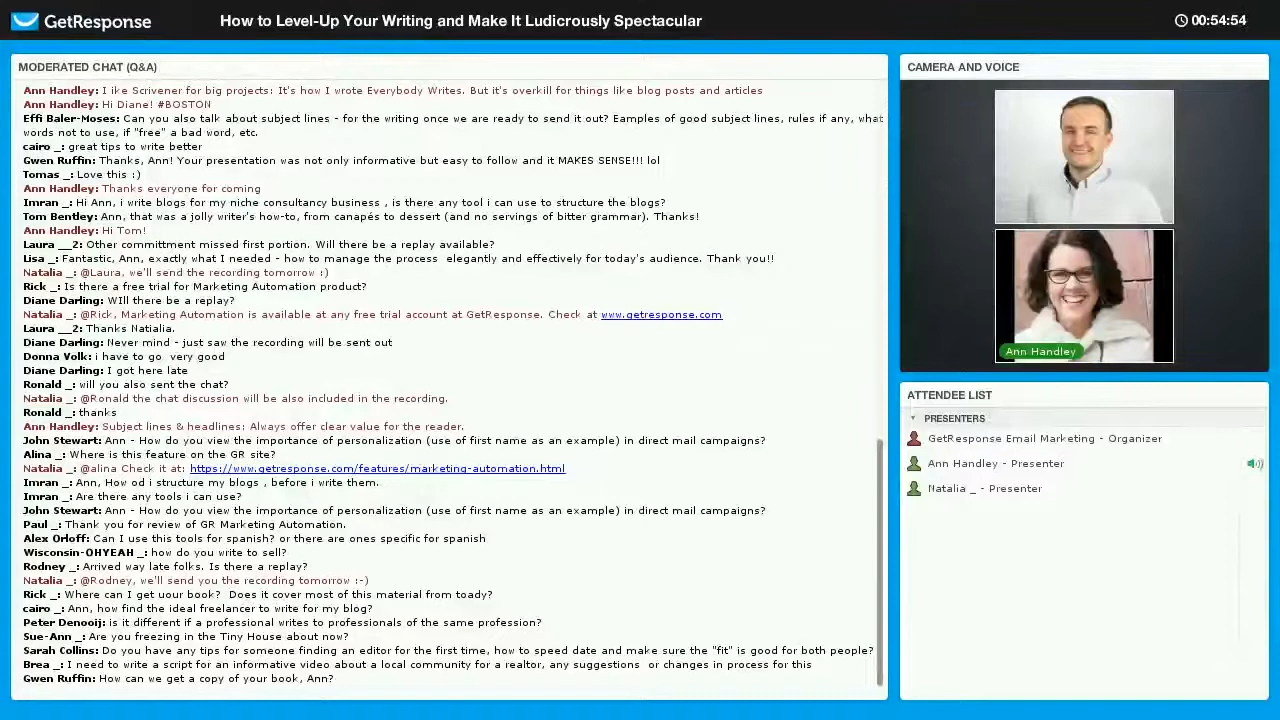 GetResponse
How to Level-Up Your Writing and Make It Ludicrously Spectacular
00:54:54
MODERATED CHAT (Q&A)
Ann Handley: I ike Scrivener for big projects: It's how I wrote Everybody Writes. But it's overkill for things like blog posts and articles
Ann Handley: Hi Diane! #BOSTON
Effi Baler-Moses: Can you also talk about subject lines - for the writing once we are ready to send it out? Eamples of good subject lines, rules if any, what
words not to use, if "free" a bad word, etc.
cairo _: great tips to write better
Gwen Ruffin: Thanks, Ann! Your presentation was not only informative but easy to follow and it MAKES SENSE!!! lol
Tomas _: Love this :)
Ann Handley: Thanks everyone for coming
Imran _: Hi Ann, i write blogs for my niche consultancy business , is there any tool i can use to structure the blogs?
Tom Bentley: Ann, that was a jolly writer's how-to, from canapés to dessert (and no servings of bitter grammar). Thanks!
Ann Handley: Hi Tom!
Laura __2: Other committment missed first portion. Will there be a replay available?
Lisa _: Fantastic, Ann, exactly what I needed - how to manage the process  elegantly and effectively for today's audience. Thank you!!
Natalia _: @Laura, we'll send the recording tomorrow :)
Rick _: Is there a free trial for Marketing Automation product?
Diane Darling: WIll there be a replay?
Natalia _: @Rick, Marketing Automation is available at any free trial account at GetResponse. Check at www.getresponse.com
Laura __2: Thanks Natialia.
Diane Darling: Never mind - just saw the recording will be sent out
Donna Volk: i have to go  very good
Diane Darling: I got here late
Ronald _: will you also sent the chat?
Natalia _: @Ronald the chat discussion will be also included in the recording.
Ronald _: thanks
Ann Handley: Subject lines & headlines: Always offer clear value for the reader.
John Stewart: Ann - How do you view the importance of personalization (use of first name as an example) in direct mail campaigns?
Alina _: Where is this feature on the GR site?
Natalia _: @alina Check it at: https://www.getresponse.com/features/marketing-automation.html
Imran _: Ann, How od i structure my blogs , before i write them.
Imran _: Are there any tools i can use?
John Stewart: Ann - How do you view the importance of personalization (use of first name as an example) in direct mail campaigns?
Paul _: Thank you for review of GR Marketing Automation.
Alex Orloff: Can I use this tools for spanish? or there are ones specific for spanish
Wisconsin-OHYEAH _: how do you write to sell?
Rodney _: Arrived way late folks. Is there a replay?
Natalia _: @Rodney, we'll send you the recording tomorrow :-)
Rick _: Where can I get uour book?  Does it cover most of this material from toady?
cairo _: Ann, how find the ideal freelancer to write for my blog?
Peter Denooij: is it different if a professional writes to professionals of the same profession?
Sue-Ann _: Are you freezing in the Tiny House about now?
Sarah Collins: Do you have any tips for someone finding an editor for the first time, how to speed date and make sure the "fit" is good for both people?
Brea _: I need to write a script for an informative video about a local community for a realtor, any suggestions  or changes in process for this
Gwen Ruffin: How can we get a copy of your book, Ann?
CAMERA AND VOICE
Ann Handley
ATTENDEE LIST
PRESENTERS
GetResponse Email Marketing - Organizer
Ann Handley - Presenter
Natalia _ - Presenter